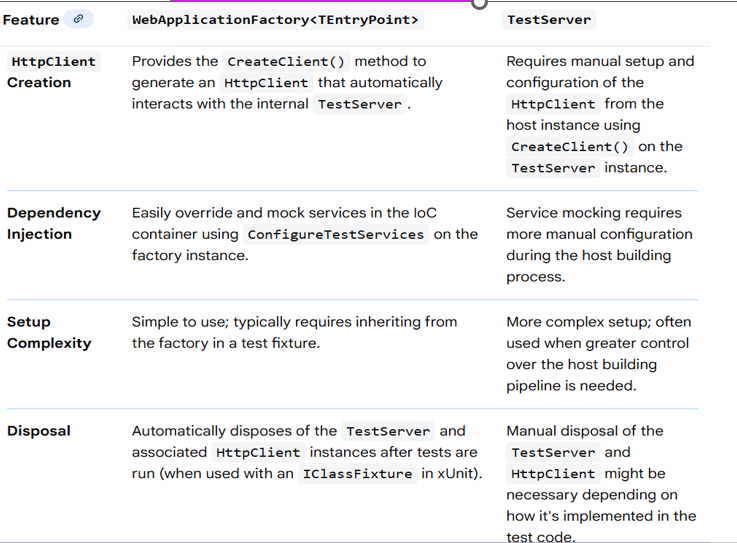 Feature WebApplicationFactory<TEntryPoint> TestServer
HttpClient
Creation
Provides the CreateClient() method to
generate an HttpClient that automatically
interacts with the internal TestServer .
Requires manual setup and
configuration of the
HttpClient from the
host instance using
CreateClient() on the
TestServer instance.
Dependency
Injection
Easily override and mock services in the IoC
container using ConfigureTestServices on the
factory instance.
Service mocking requires
more manual configuration
during the host building
process.
Setup
Complexity
Simple to use; typically requires inheriting from
the factory in a test fixture.
More complex setup; often
used when greater control
over the host building
pipeline is needed.
Disposal
Automatically disposes of the TestServer and
associated HttpClient instances after tests are
run (when used with an IClassFixture in xUnit).
Manual disposal of the
TestServer and
HttpClient might be
necessary depending on
how it's implemented in the
test code.